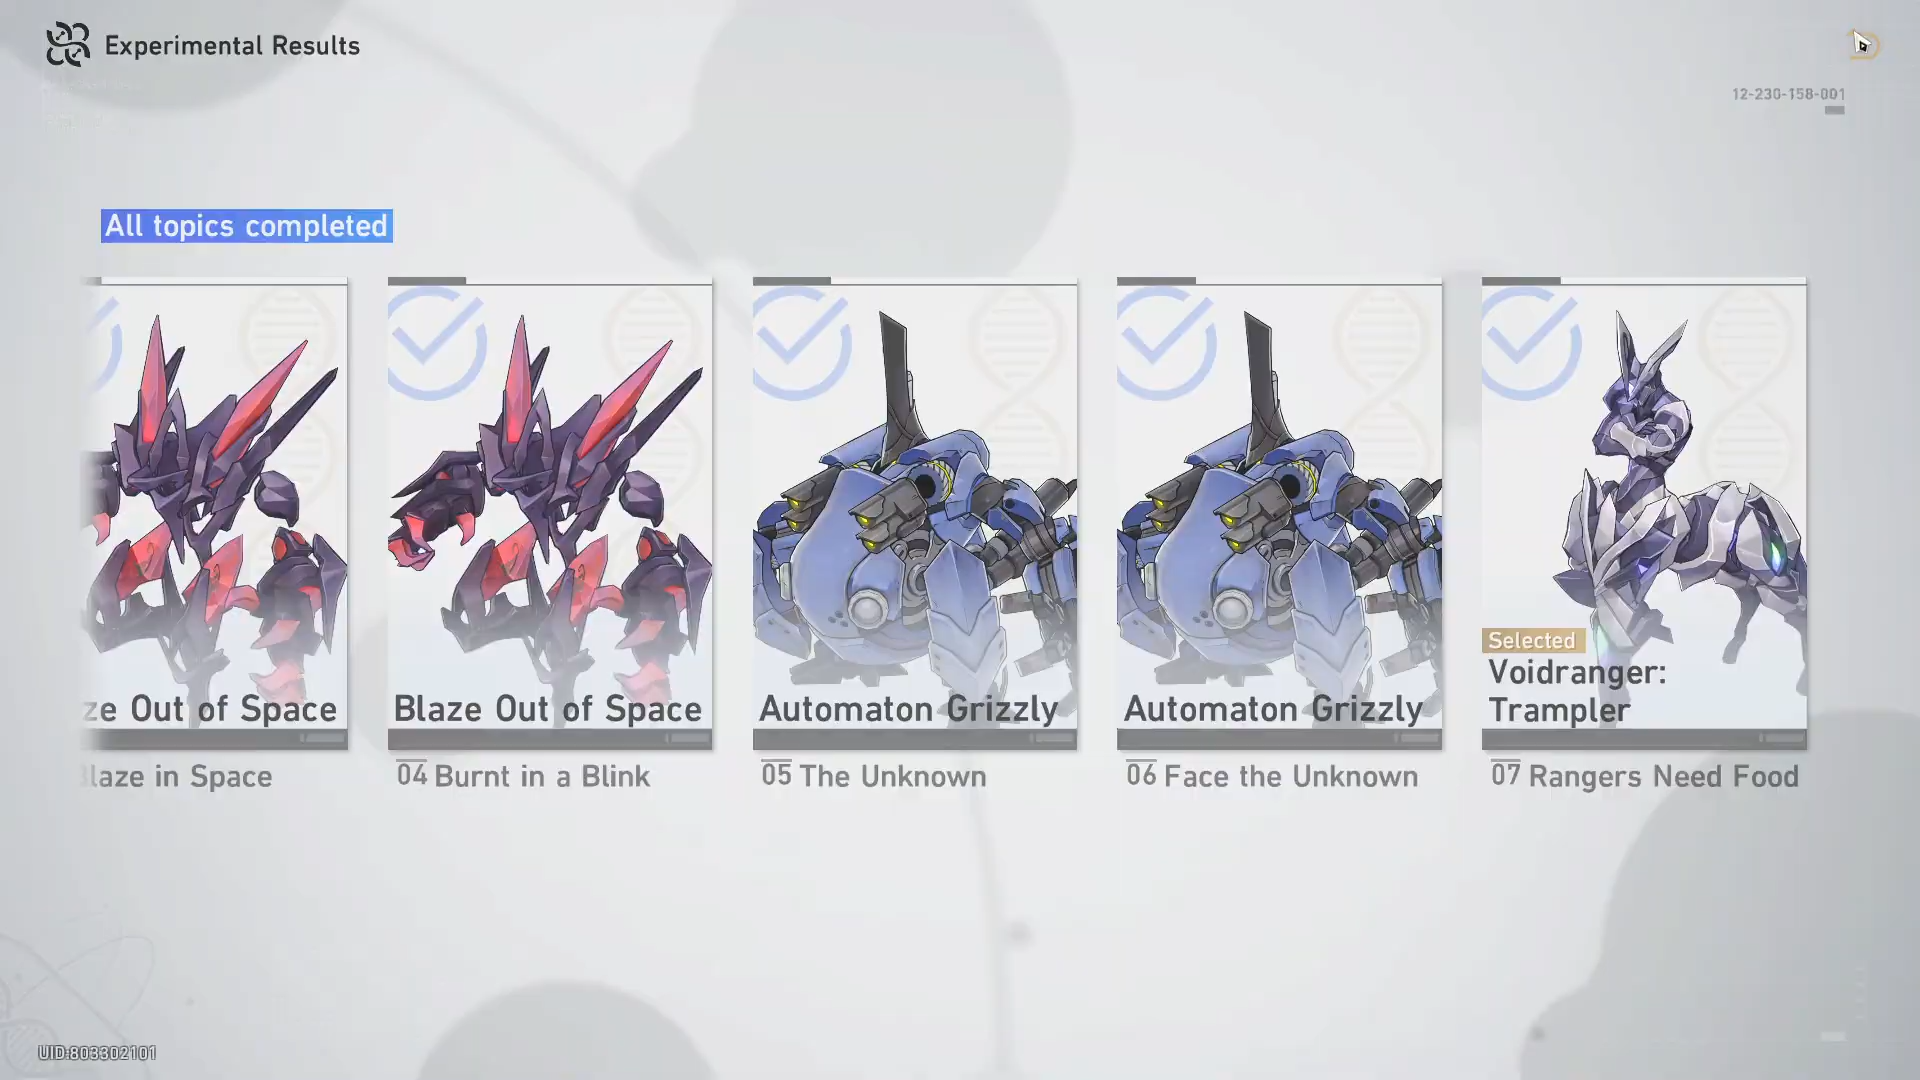 Experimental Results
12-230-158-001
All topics completed
ze Out of Space
Blaze Out of Space
Automaton Grizzly
Automaton Grizzly
Selected
Voidranger:
Trampler
Blaze in Space
04 Burnt in a Blink
05 The Unknown
06 Face the Unknown
07 Rangers Need Food
UID:803302101